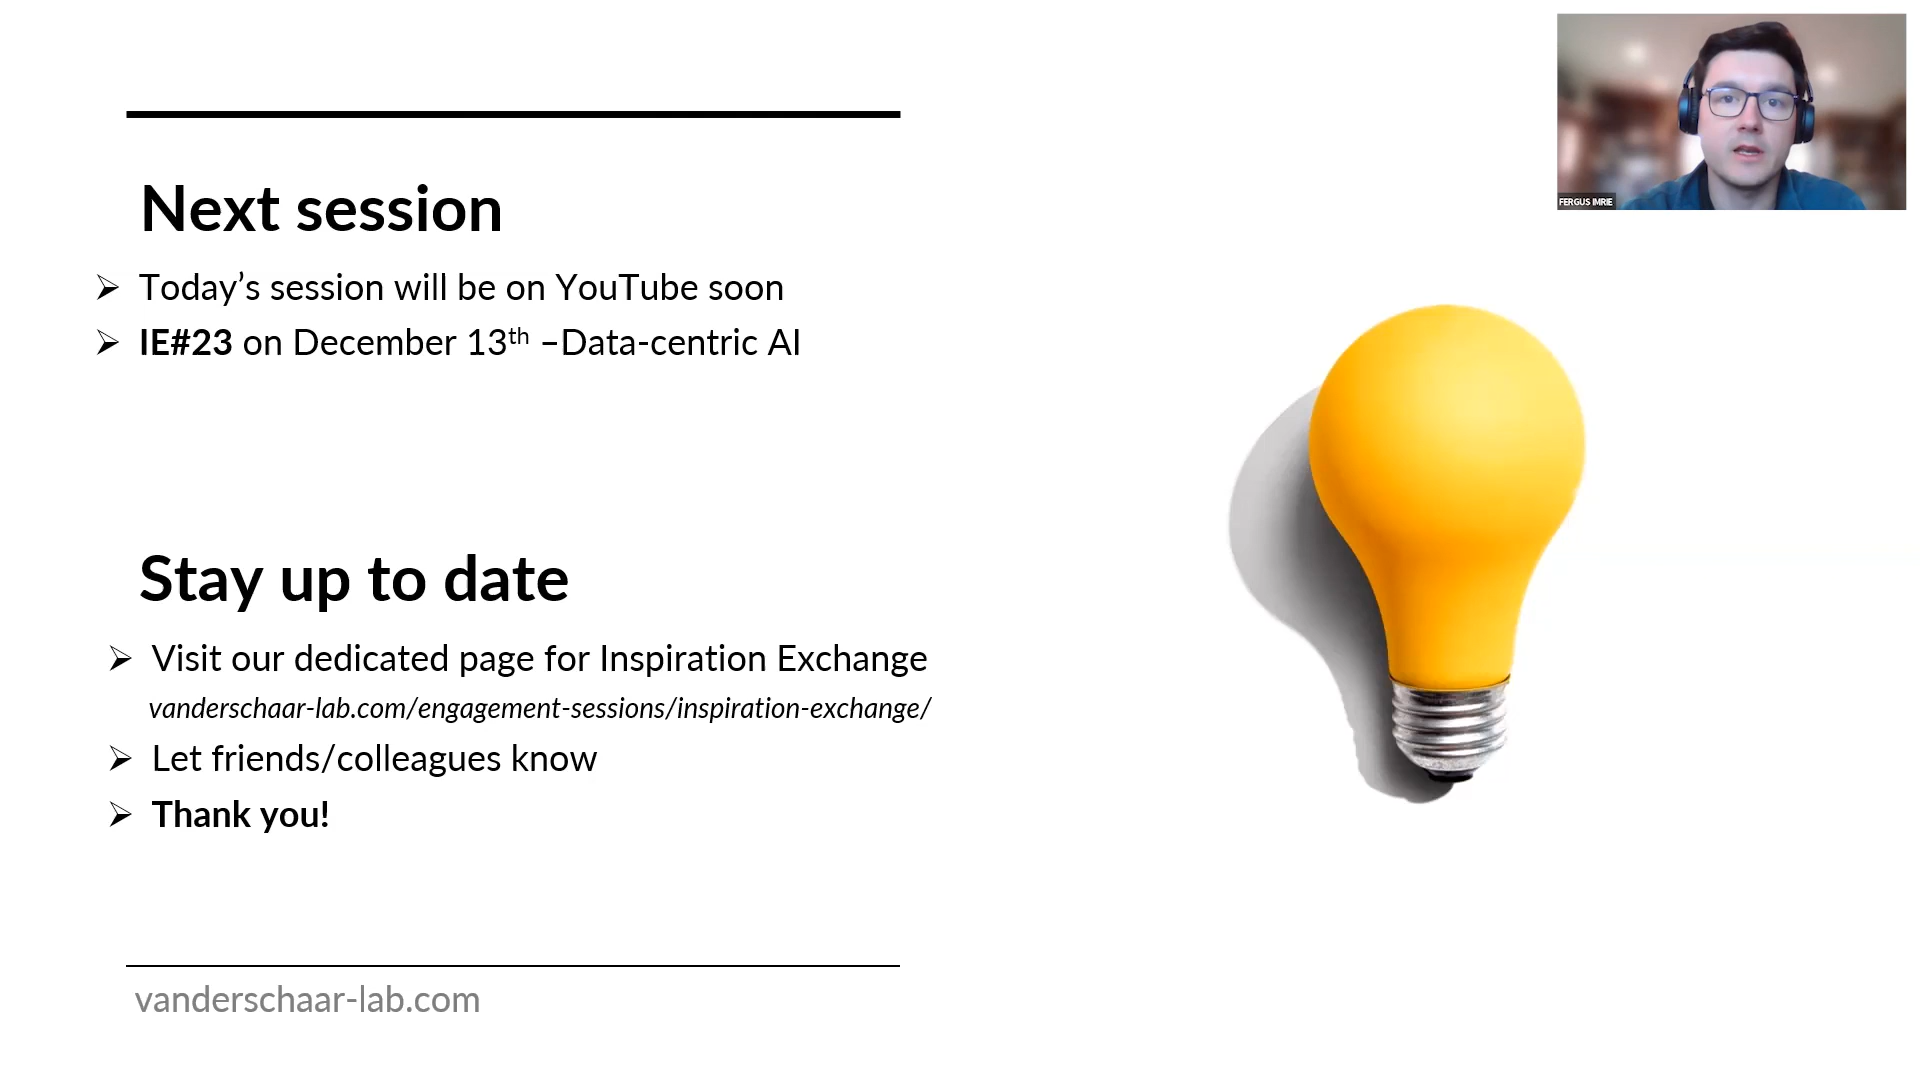 FERGUS IMRIE
Next session
➢ Today’s session will be on YouTube soon
➢ IE#23 on December 13th –Data-centric AI
Stay up to date
➢ Visit our dedicated page for Inspiration Exchange
vanderschaar-lab.com/engagement-sessions/inspiration-exchange/
➢ Let friends/colleagues know
➢ Thank you!
vanderschaar-lab.com